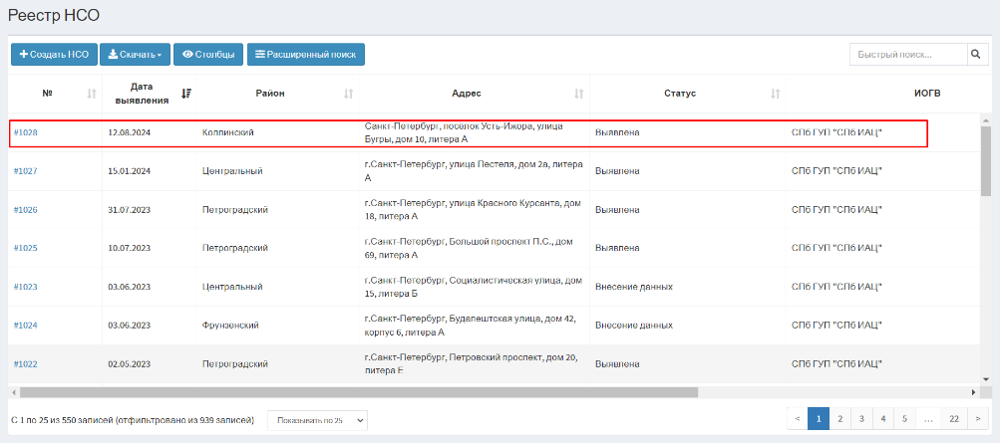 Реестр НСО
Создать НСО Скачать Столбцы Расширенный поиск Быстрый поиск...
№ Дата выявления Район Адрес Статус ИОГВ
#1028 12.08.2024 Колпинский Санкт-Петербург, посёлок Усть-Ижора, улица Выявлена СПб ГУП "СПб ИАЦ"
Бугры, дом 10, литера А
#1027 15.01.2024 Центральный г.Санкт-Петербург, улица Пестеля, дом 2а, литера Выявлена СПб ГУП "СПб ИАЦ"
А
#1026 31.07.2023 Петроградский г.Санкт-Петербург, улица Красного Курсанта, дом Выявлена СПб ГУП "СПб ИАЦ"
18, литера А
#1025 10.07.2023 Петроградский г.Санкт-Петербург, Большой проспект П.С., дом Выявлена СПб ГУП "СПб ИАЦ"
69, литера А
#1023 03.06.2023 Центральный г.Санкт-Петербург, Социалистическая улица, дом Внесение данных СПб ГУП "СПб ИАЦ"
15, литера Б
#1024 03.06.2023 Фрунзенский г.Санкт-Петербург, Будапештская улица, дом 42, Внесение данных СПб ГУП "СПб ИАЦ"
корпус 6, литера А
#1022 02.05.2023 Петроградский г.Санкт-Петербург, Петровский проспект, дом 20, Выявлена СПб ГУП "СПб ИАЦ"
литера Е
С 1 по 25 из 550 записей (отфильтровано из 939 записей) Показывать по 25 < 1 2 3 4 5 ... 22 >